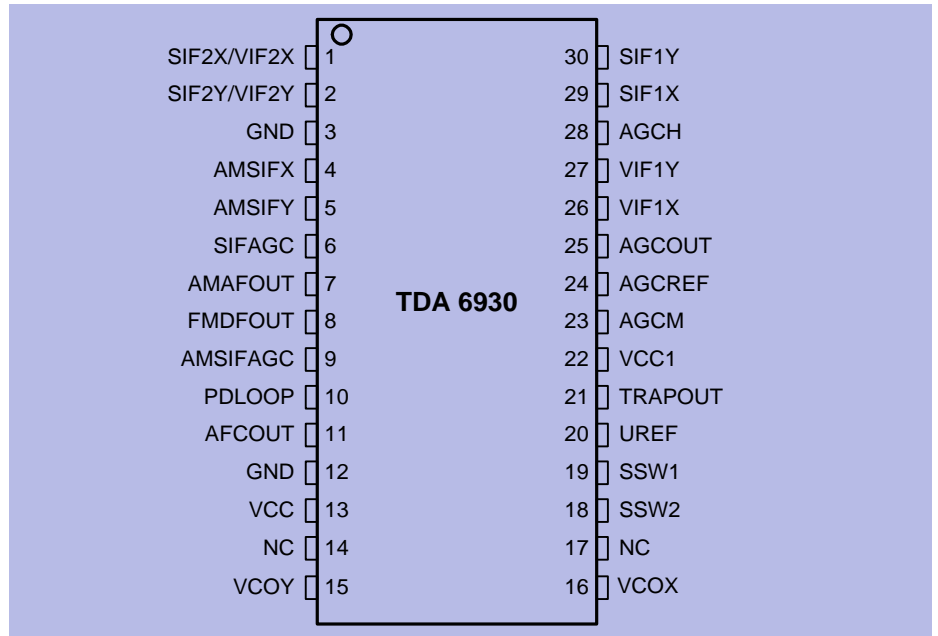 SIF2X/VIF2X 1 30 SIF1Y
SIF2Y/VIF2Y 2 29 SIF1X
GND 3 28 AGCH
AMSIFX 4 27 VIF1Y
AMSIFY 5 26 VIF1X
SIFAGC 6 25 AGCOUT
AMAFOUT 7 24 AGCREF
TDA 6930
FMDFOUT 8 23 AGCM
AMSIFAGC 9 22 VCC1
PDLOOP 10 21 TRAPOUT
AFCOUT 11 20 UREF
GND 12 19 SSW1
VCC 13 18 SSW2
NC 14 17 NC
VCOY 15 16 VCOX